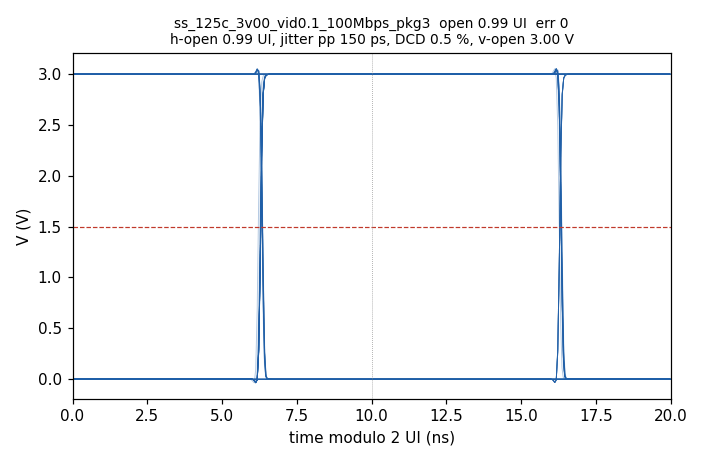 ss_125c_3v00_vid0.1_100Mbps_pkg3  open 0.99 UI  err 0
h-open 0.99 UI, jitter pp 150 ps, DCD 0.5 %, v-open 3.00 V
3.0
2.5
2.0
1.5
1.0
0.5
0.0
V (V)
0.0 2.5 5.0 7.5 10.0 12.5 15.0 17.5 20.0
time modulo 2 UI (ns)